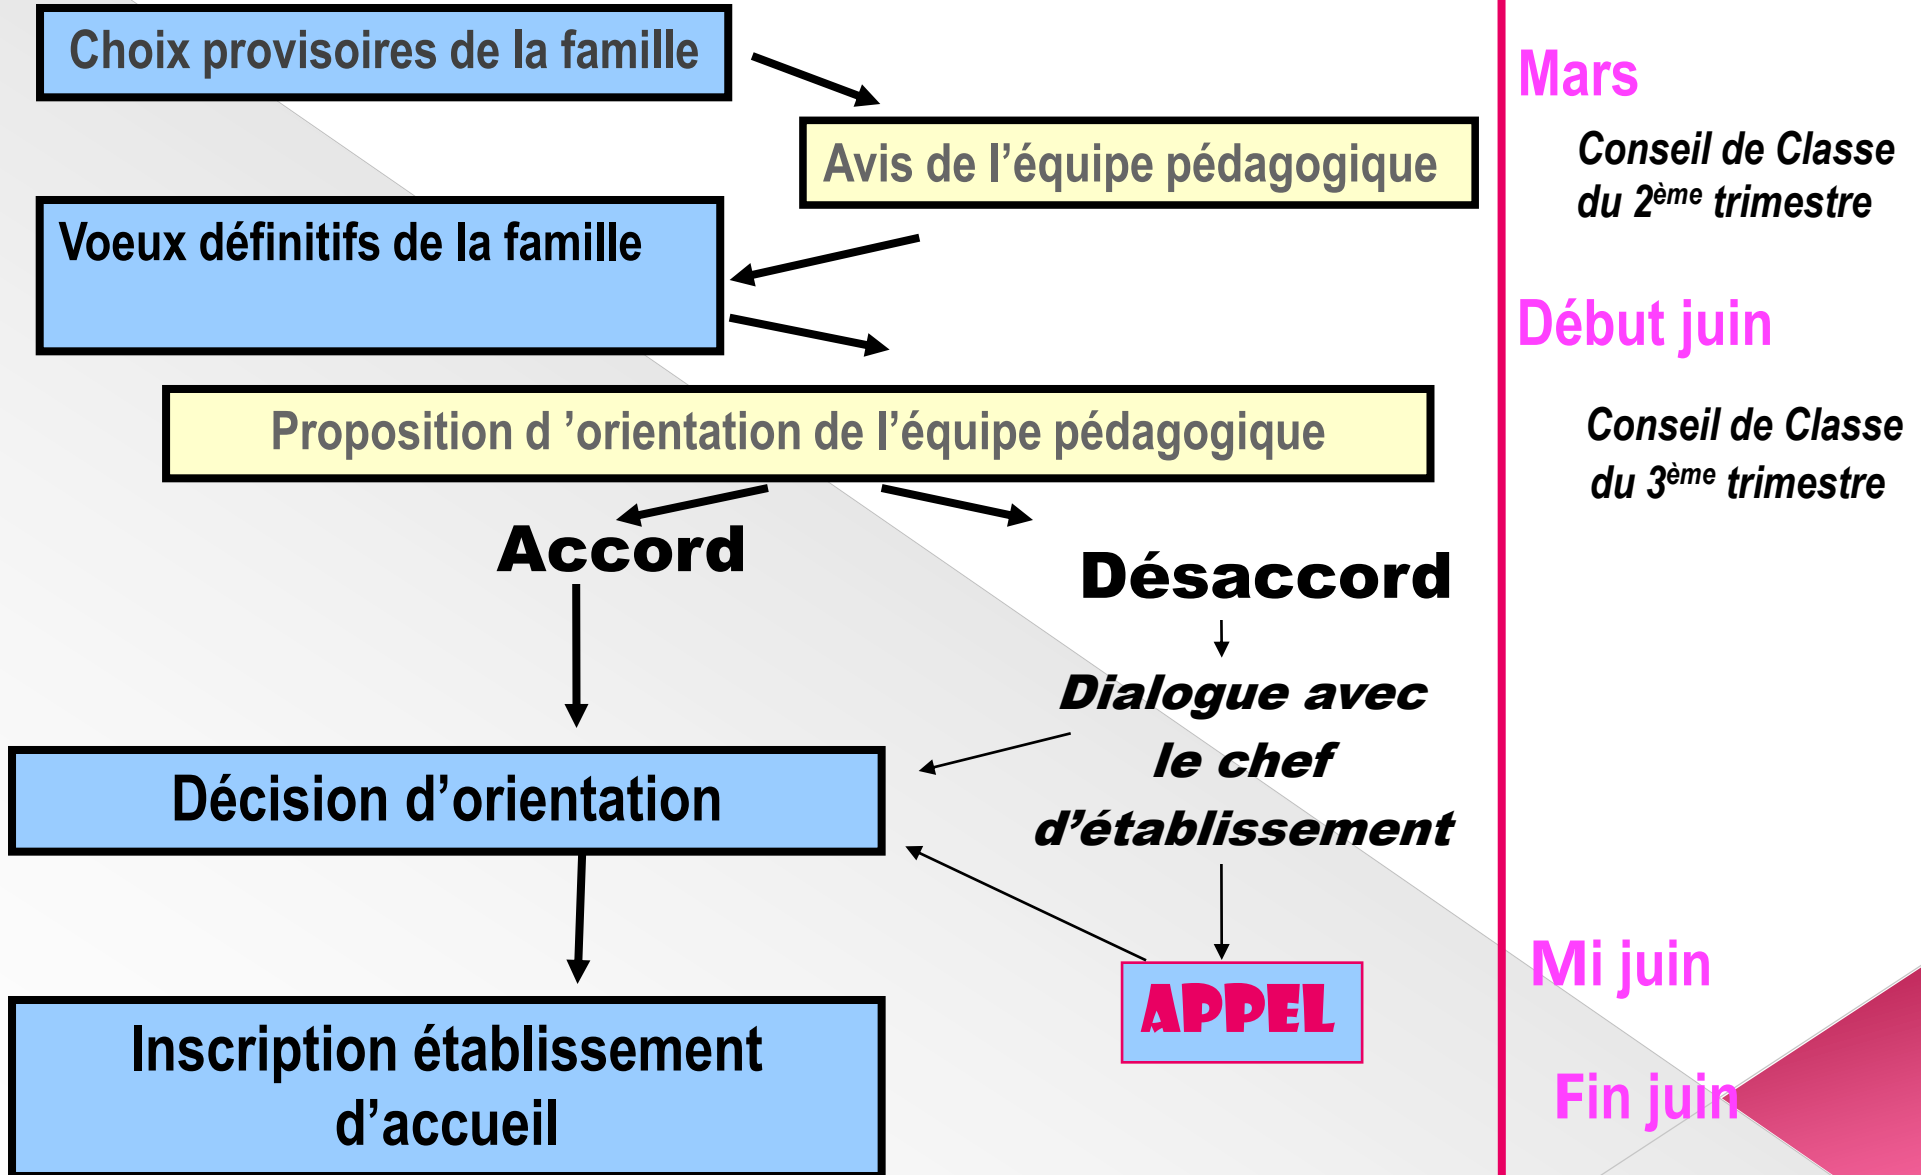 Choix provisoires de la famille
Mars
Avis de l’équipe pédagogique
Conseil de Classe
du 2ème trimestre
Voeux définitifs de la famille
Début juin
Proposition d ’orientation de l’équipe pédagogique
Conseil de Classe
du 3ème trimestre
Accord
Désaccord
Dialogue avec
le chef
d’établissement
Décision d’orientation
Mi juin
APPEL
Inscription établissement
d’accueil
Fin juin